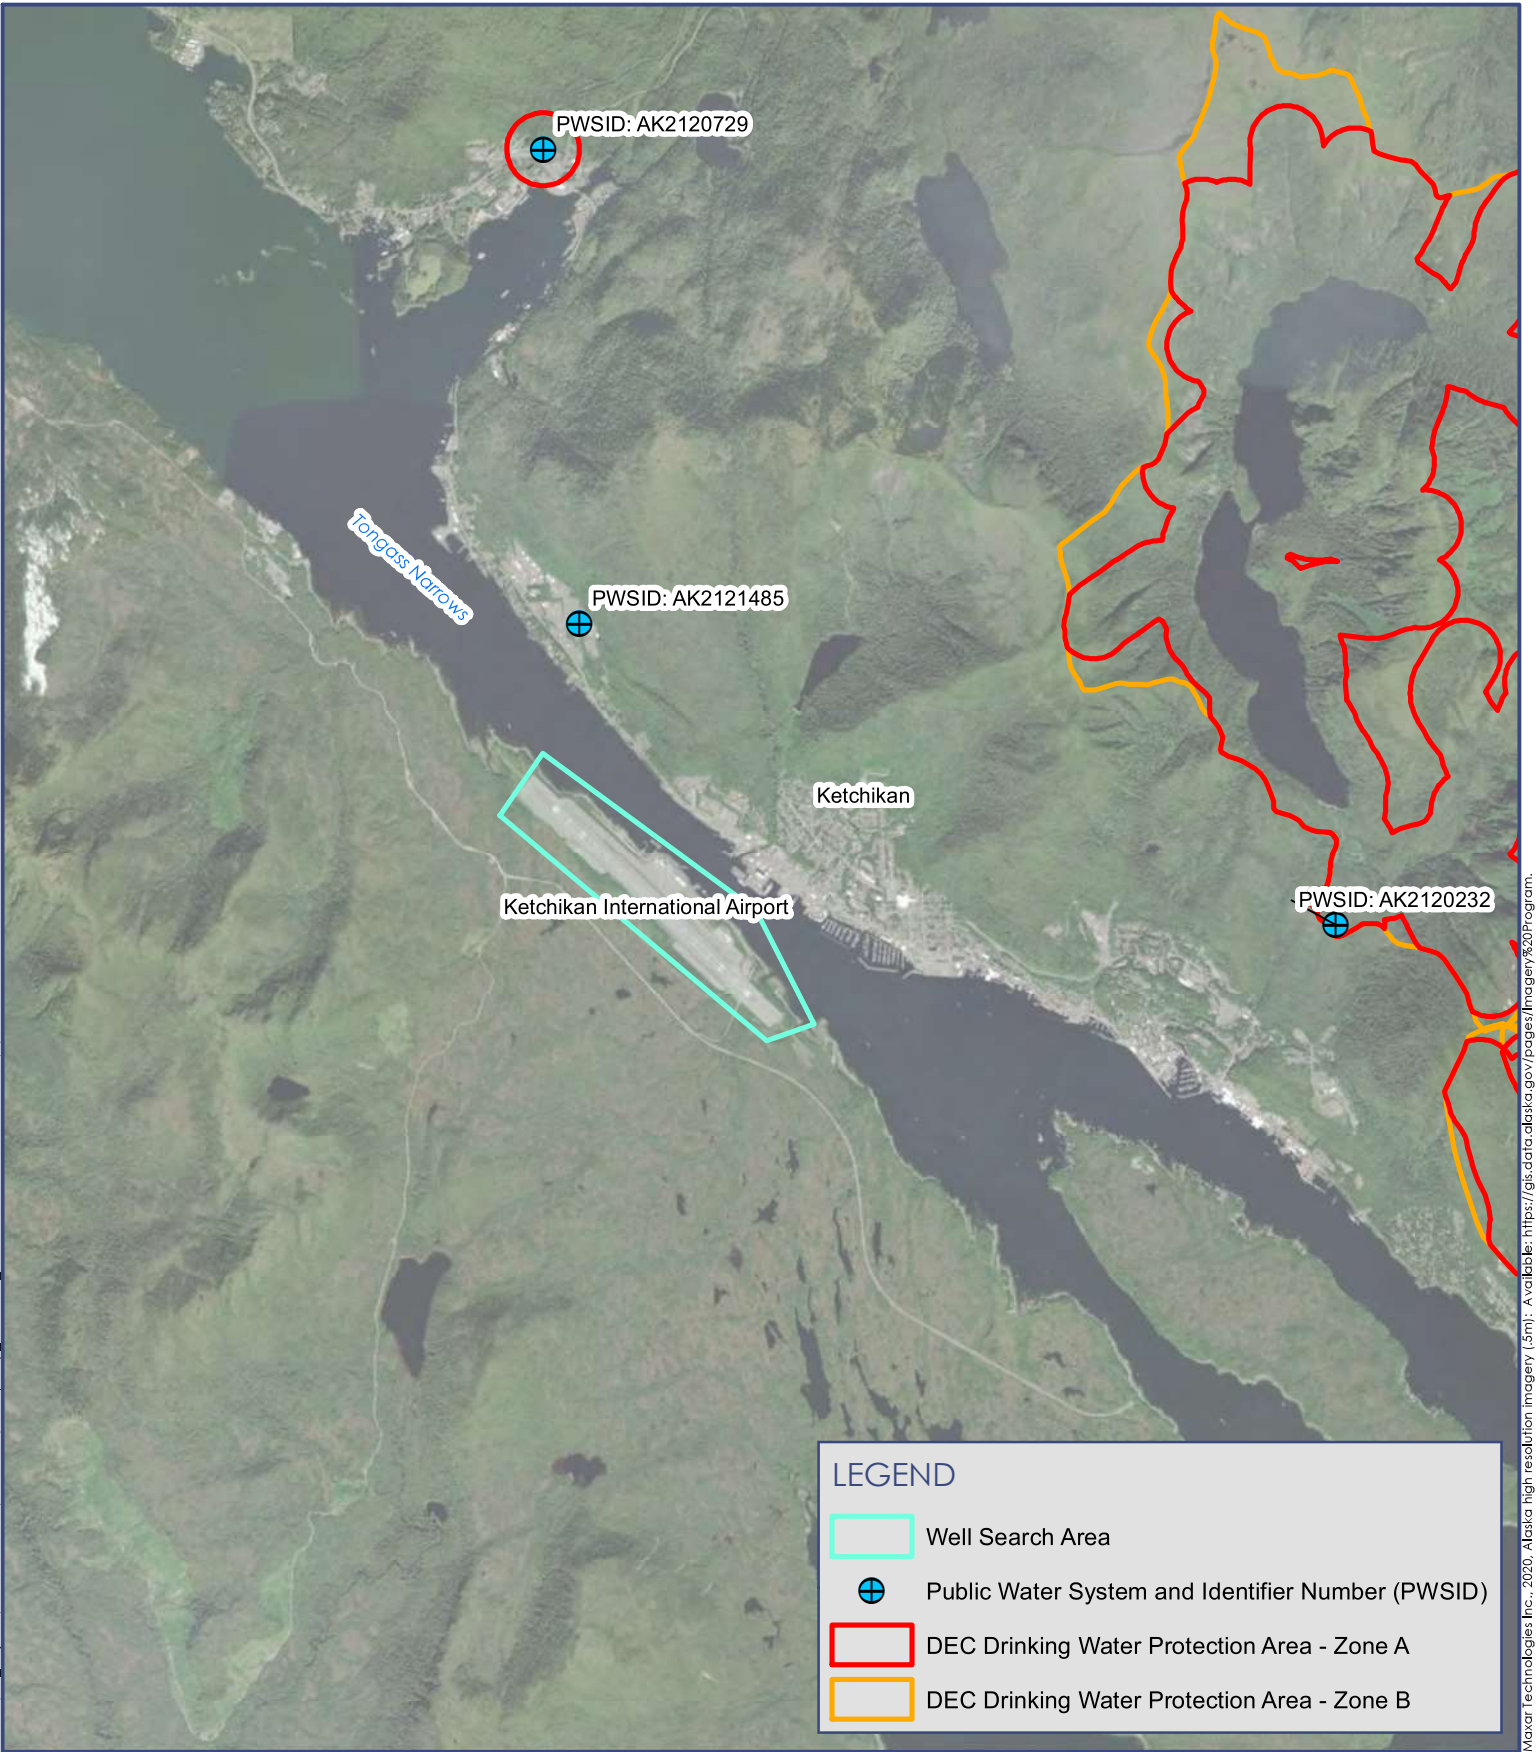 PWSID: AK2120729
Tongass Narrows
PWSID: AK2121485
Ketchikan
Ketchikan International Airport
PWSID: AK2120232
LEGEND
Well Search Area
Public Water System and Identifier Number (PWSID)
DEC Drinking Water Protection Area - Zone A
DEC Drinking Water Protection Area - Zone B
Maxar Technologies Inc., 2020, Alaska high resolution imagery (.5m): Available: https://gis.data.alaska.gov/pages/Imagery%20Program.